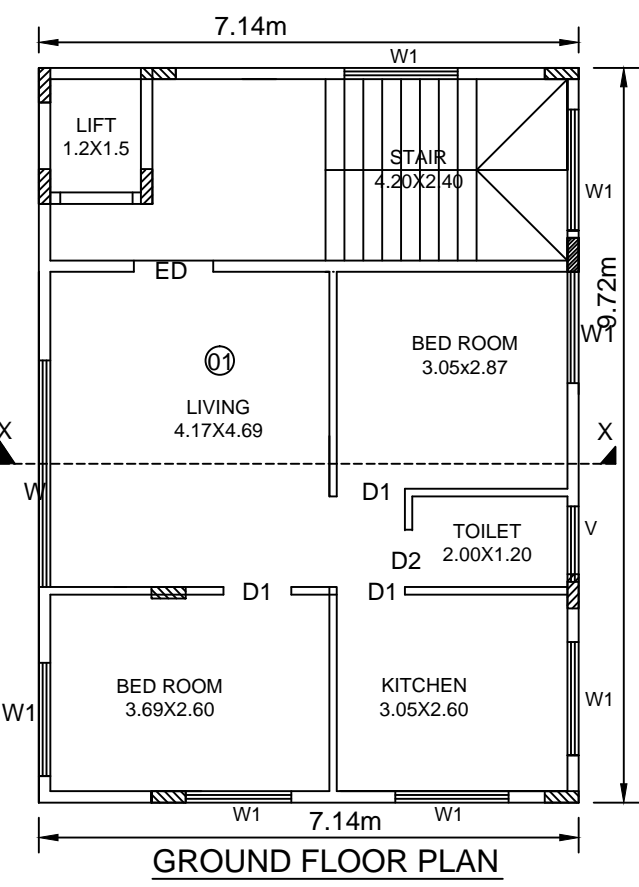 7.14m
W1
LIFT
1.2X1.5
STAIR
4.20X2.40
W1
9.72m
ED
W1
BED ROOM
3.05x2.87
01
LIVING
4.17X4.69
X
X
W
D1
TOILET
2.00X1.20
V
D2
D1
D1
BED ROOM
3.69X2.60
KITCHEN
3.05X2.60
W1
W1
W1
W1
7.14m
GROUND FLOOR PLAN